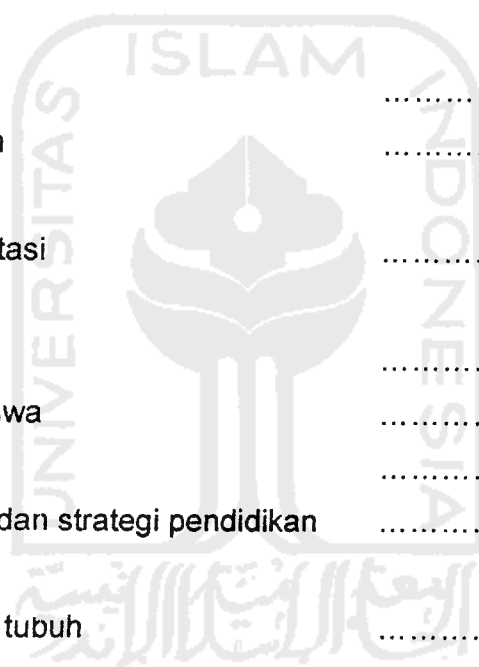 ISLAM
UNIVERSITAS
INDONESIA
..........
..........
tasi ..........
..........
wa ..........
..........
dan strategi pendidikan ..........
tubuh ..........